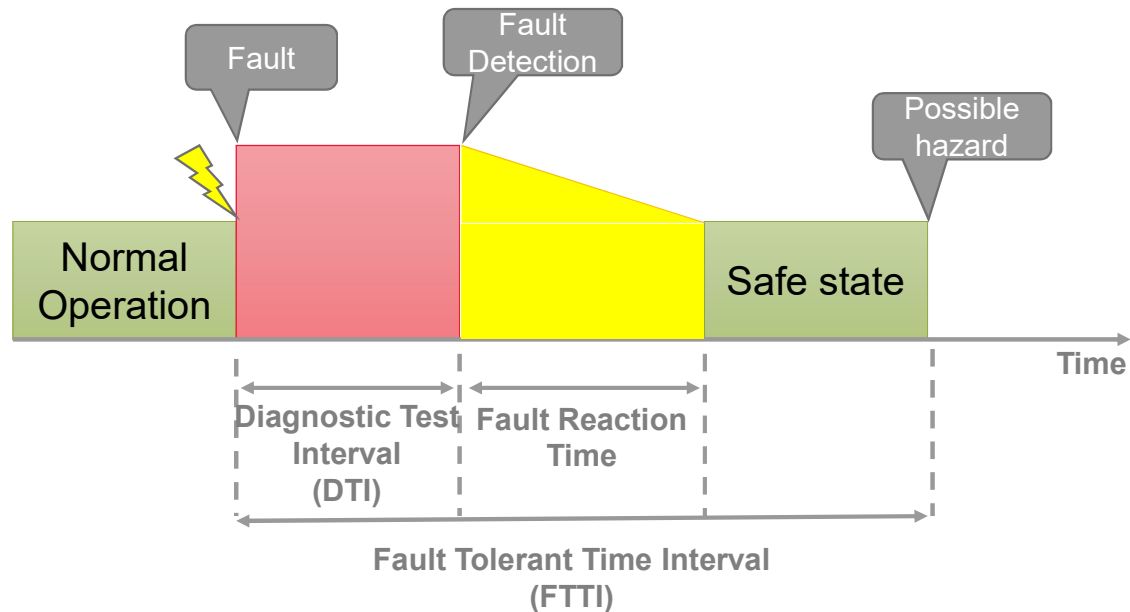 Fault
Fault
Detection
Possible
hazard
Normal
Operation
Safe state
Time
Diagnostic Test
Interval
(DTI)
Fault Reaction
Time
Fault Tolerant Time Interval
(FTTI)